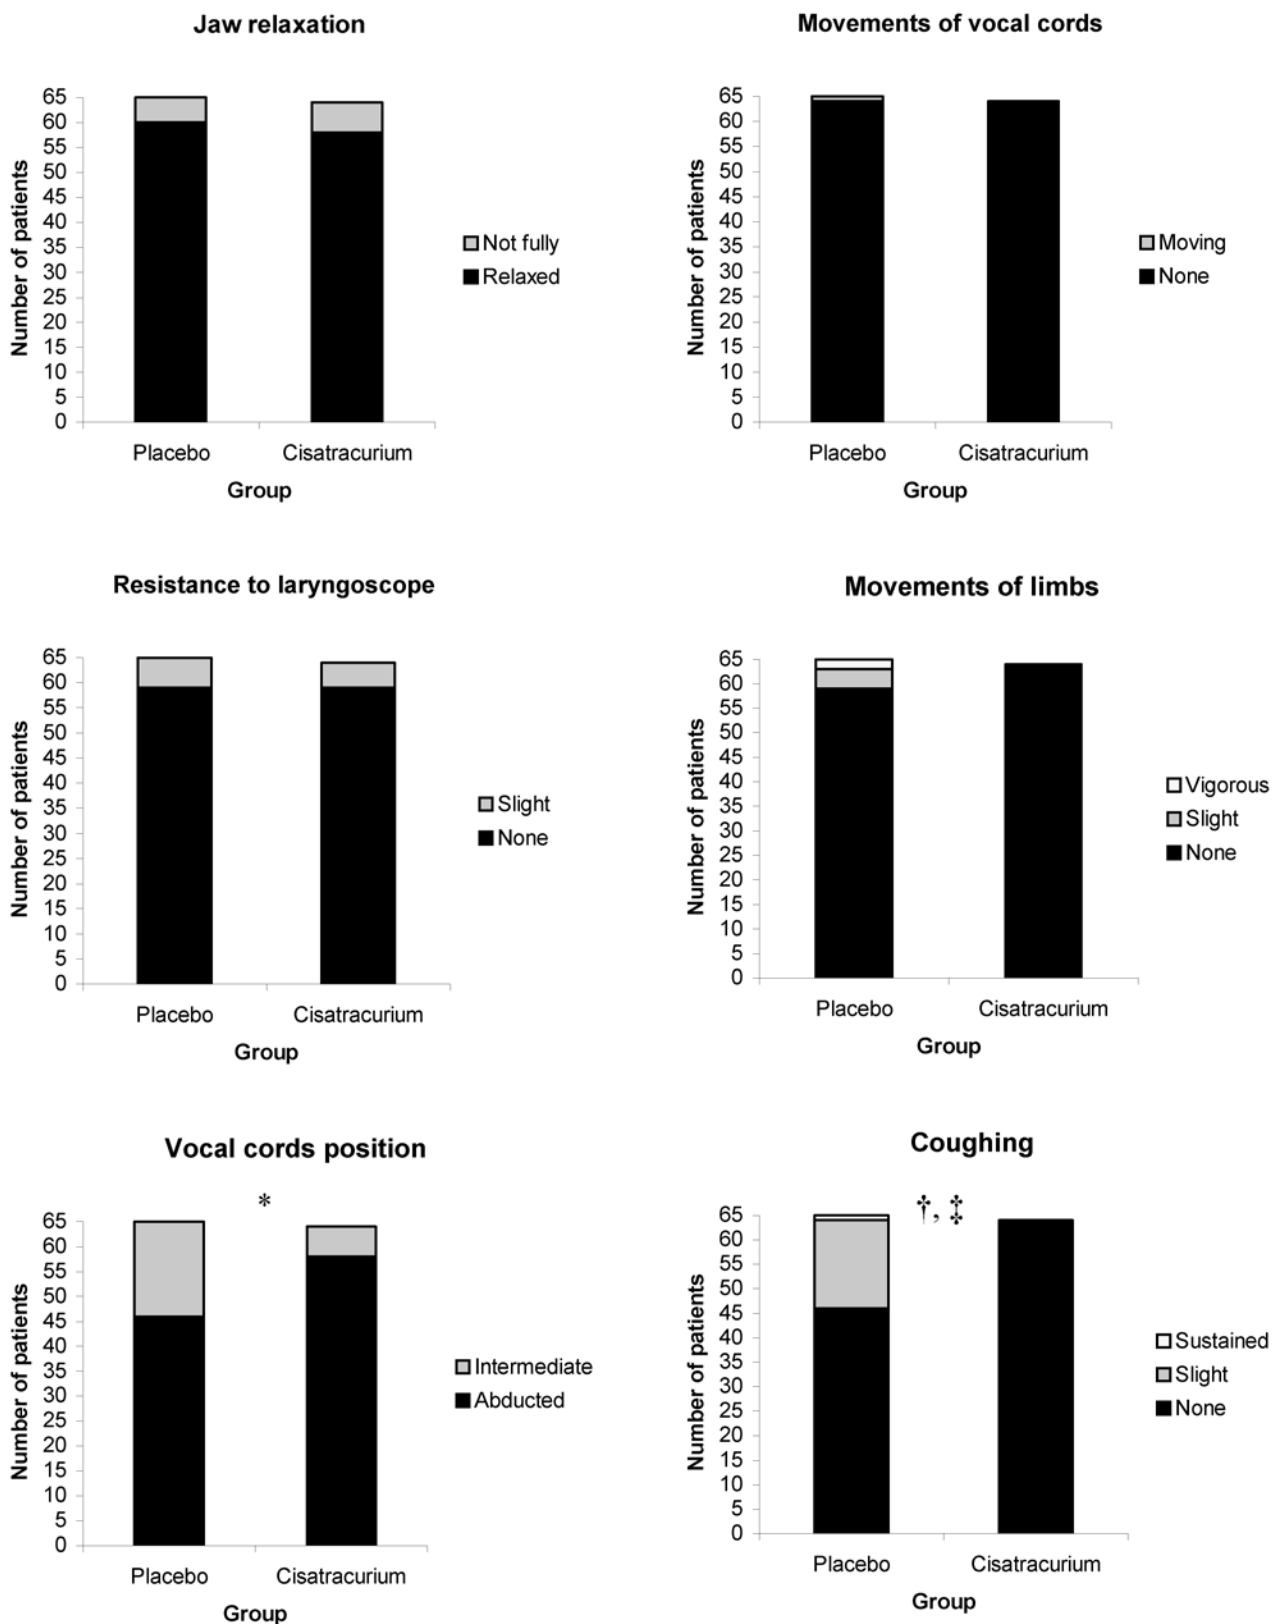 Jaw relaxation
Number of patients
65
60
55
50
45
40
35
30
25
20
15
10
5
0
Not fully
Relaxed
Placebo Cisatracurium
Group
Movements of vocal cords
Number of patients
65
60
55
50
45
40
35
30
25
20
15
10
5
0
Moving
None
Placebo Cisatracurium
Group
Resistance to laryngoscope
Number of patients
65
60
55
50
45
40
35
30
25
20
15
10
5
0
Slight
None
Placebo Cisatracurium
Group
Movements of limbs
Number of patients
65
60
55
50
45
40
35
30
25
20
15
10
5
0
Vigorous
Slight
None
Placebo Cisatracurium
Group
Vocal cords position
*
Number of patients
65
60
55
50
45
40
35
30
25
20
15
10
5
0
Intermediate
Abducted
Placebo Cisatracurium
Group
Coughing
†, ‡
Number of patients
65
60
55
50
45
40
35
30
25
20
15
10
5
0
Sustained
Slight
None
Placebo Cisatracurium
Group